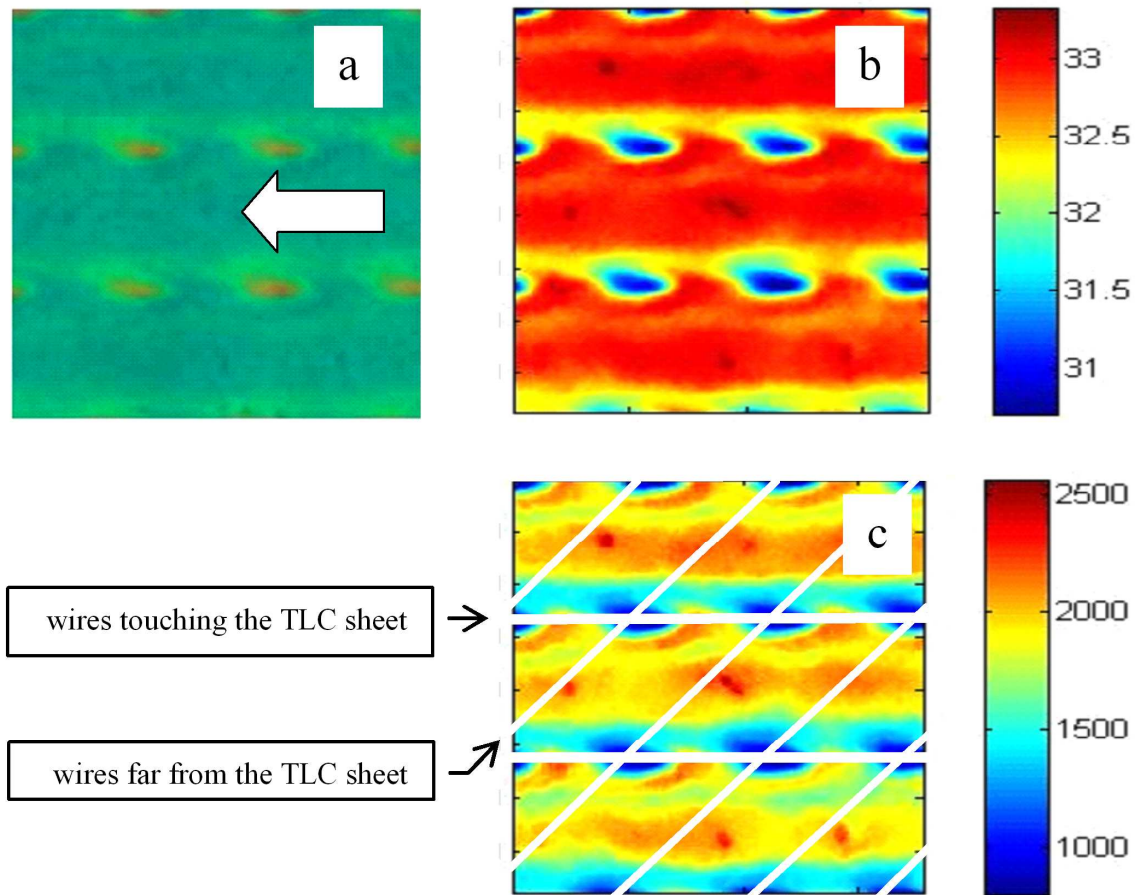 a
b
33
32.5
32
31.5
31
c
2500
2000
1500
1000
wires touching the TLC sheet
wires far from the TLC sheet